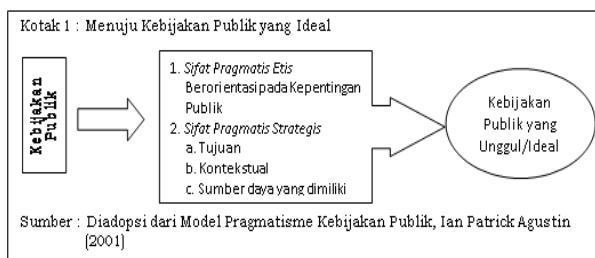 Kotak 1 : Menuju Kebijakan Publik yang Ideal
Kebijakan
Publik
1. Sifat Pragmatis Etis
Berorientasi pada Kepentingan
Publik
2. Sifat Pragmatis Strategis
a. Tujuan
b. Kontekstual
c. Sumber daya yang dimiliki
Kebijakan
Publik yang
Unggul/Ideal
Sumber : Diadopsi dari Model Pragmatisme Kebijakan Publik, Ian Patrick Agustin
(2001)